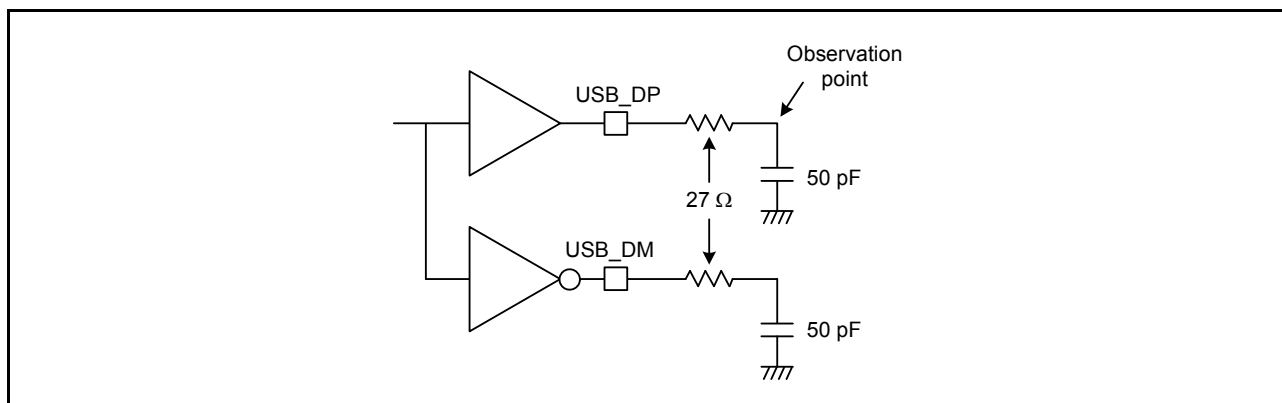 Observation
point
USB_DP
50 pF
27 Ω
USB_DM
50 pF